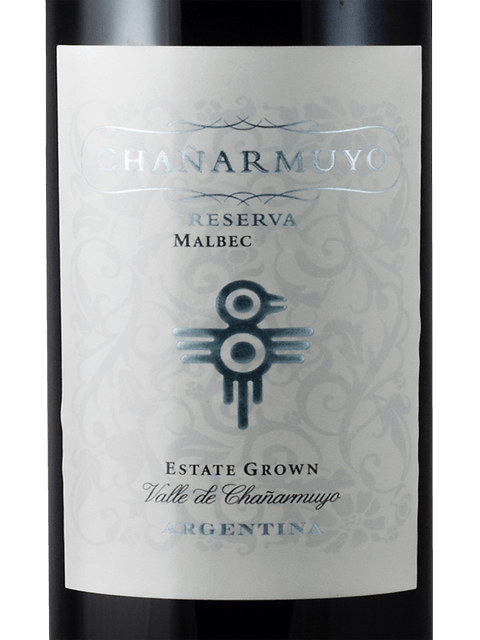 CHAÑARMUYO
RESERVA
MALBEC
ESTATE GROWN
Valle de Chañarmuyo
ARGENTINA